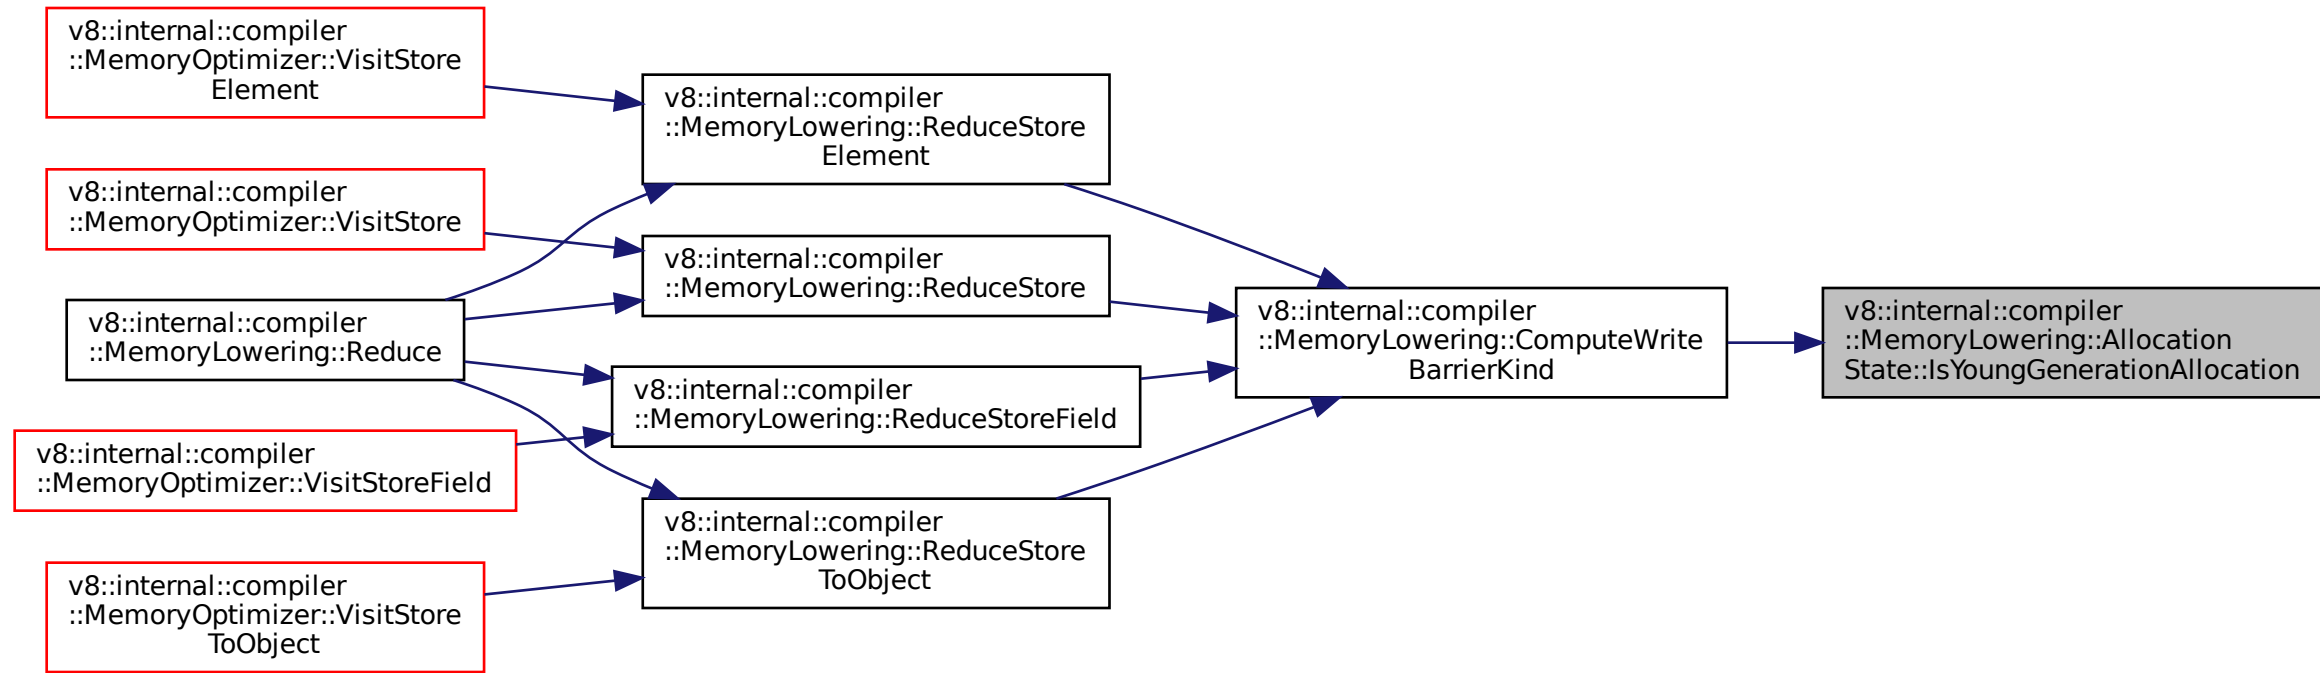 v8::internal::compiler
::MemoryOptimizer::VisitStore
Element
v8::internal::compiler
::MemoryOptimizer::VisitStore
v8::internal::compiler
::MemoryLowering::Reduce
v8::internal::compiler
::MemoryOptimizer::VisitStoreField
v8::internal::compiler
::MemoryOptimizer::VisitStore
ToObject
v8::internal::compiler
::MemoryLowering::ReduceStore
Element
v8::internal::compiler
::MemoryLowering::ReduceStore
v8::internal::compiler
::MemoryLowering::ReduceStoreField
v8::internal::compiler
::MemoryLowering::ReduceStore
ToObject
v8::internal::compiler
::MemoryLowering::ComputeWrite
BarrierKind
v8::internal::compiler
::MemoryLowering::Allocation
State::IsYoungGenerationAllocation